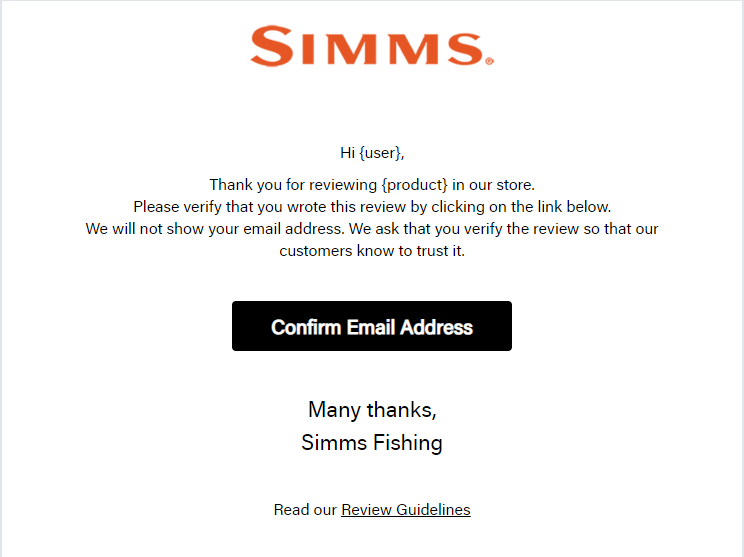 SIMMS®
Hi {user},
Thank you for reviewing {product} in our store.
Please verify that you wrote this review by clicking on the link below.
We will not show your email address. We ask that you verify the review so that our
customers know to trust it.
Confirm Email Address
Many thanks,
Simms Fishing
Read our Review Guidelines